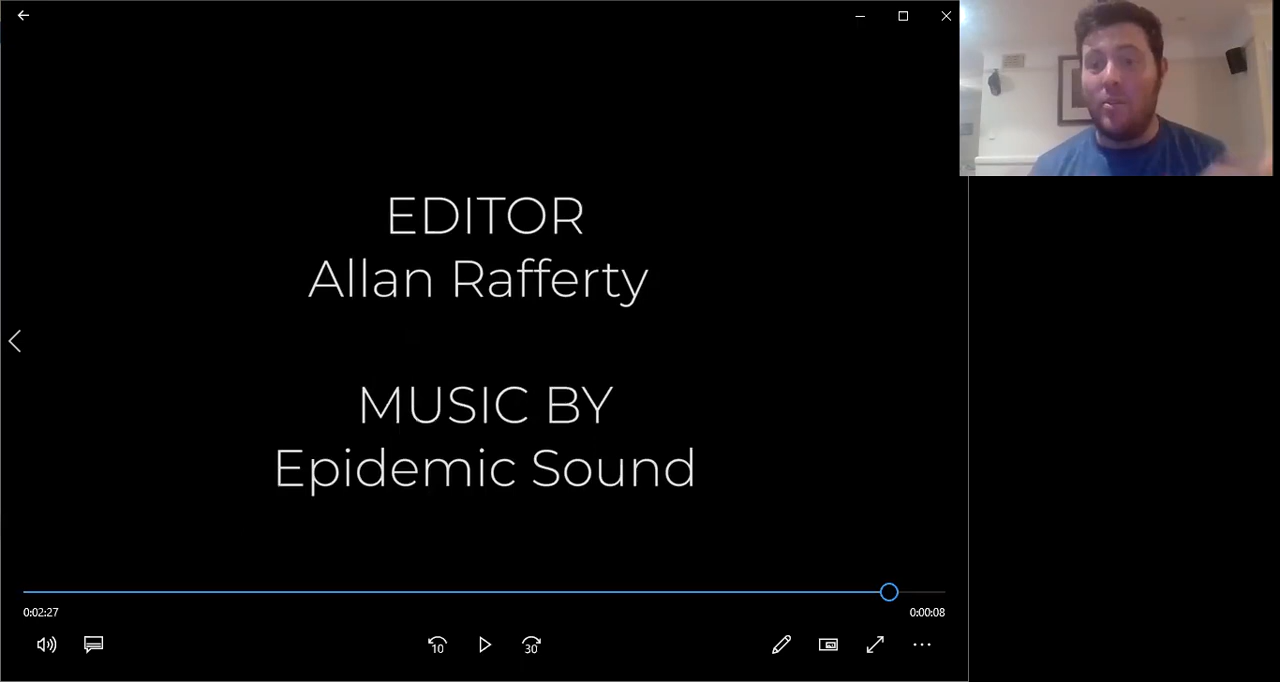 EDITOR
Allan Rafferty
MUSIC BY
Epidemic Sound
0:02:27
0:00:08
10
30